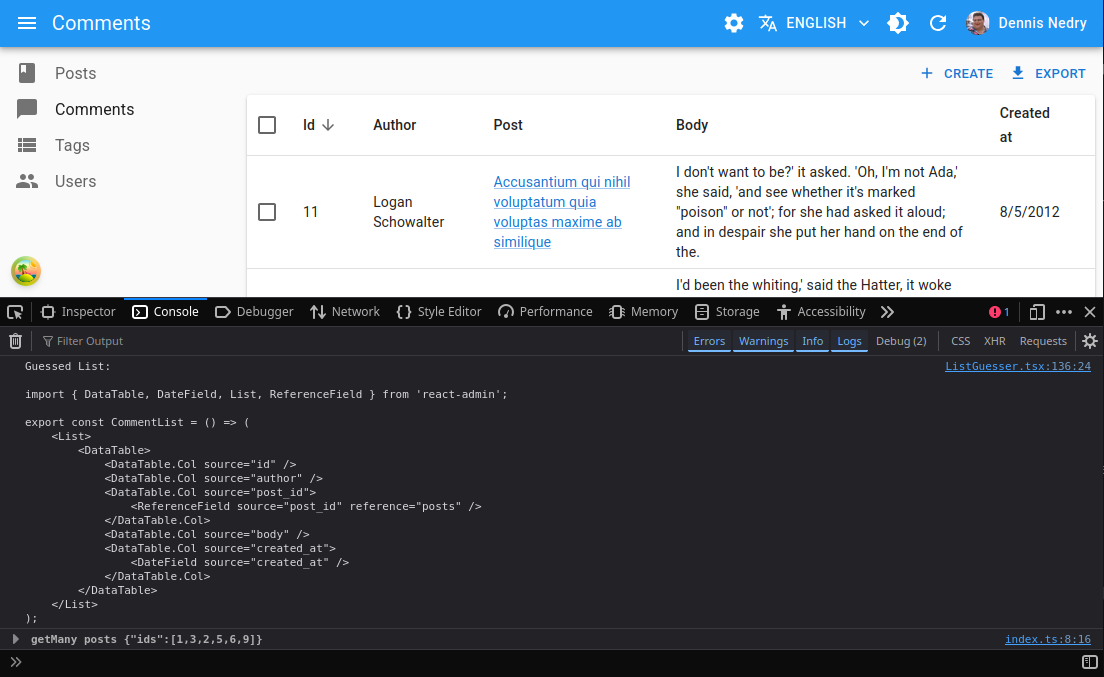 Comments
ENGLISH
Dennis Nedry
Posts
Comments
Tags
Users
CREATE
EXPORT
Id
Author
Post
Body
Created
at
11
Logan
Schowalter
Accusantium qui nihil
voluptatum quia
voluptas maxime ab
similique
I don't want to be?' it asked. 'Oh, I'm not Ada,'
she said, 'and see whether it's marked
"poison" or not'; for she had asked it aloud;
and in despair she put her hand on the end of
the.
8/5/2012
I'd been the whiting,' said the Hatter, it woke
Inspector
Console
Debugger
Network
Style Editor
Performance
Memory
Storage
Accessibility
1
Filter Output
Errors
Warnings
Info
Logs
Debug (2)
CSS
XHR
Requests
Guessed List:
ListGuesser.tsx:136:24
import { DataTable, DateField, List, ReferenceField } from 'react-admin';
export const CommentList = () => (
    <List>
        <DataTable>
            <DataTable.Col source="id" />
            <DataTable.Col source="author" />
            <DataTable.Col source="post_id">
                <ReferenceField source="post_id" reference="posts" />
            </DataTable.Col>
            <DataTable.Col source="body" />
            <DataTable.Col source="created_at">
                <DateField source="created_at" />
            </DataTable.Col>
        </DataTable>
    </List>
);
getMany posts {"ids":[1,3,2,5,6,9]}
index.ts:8:16